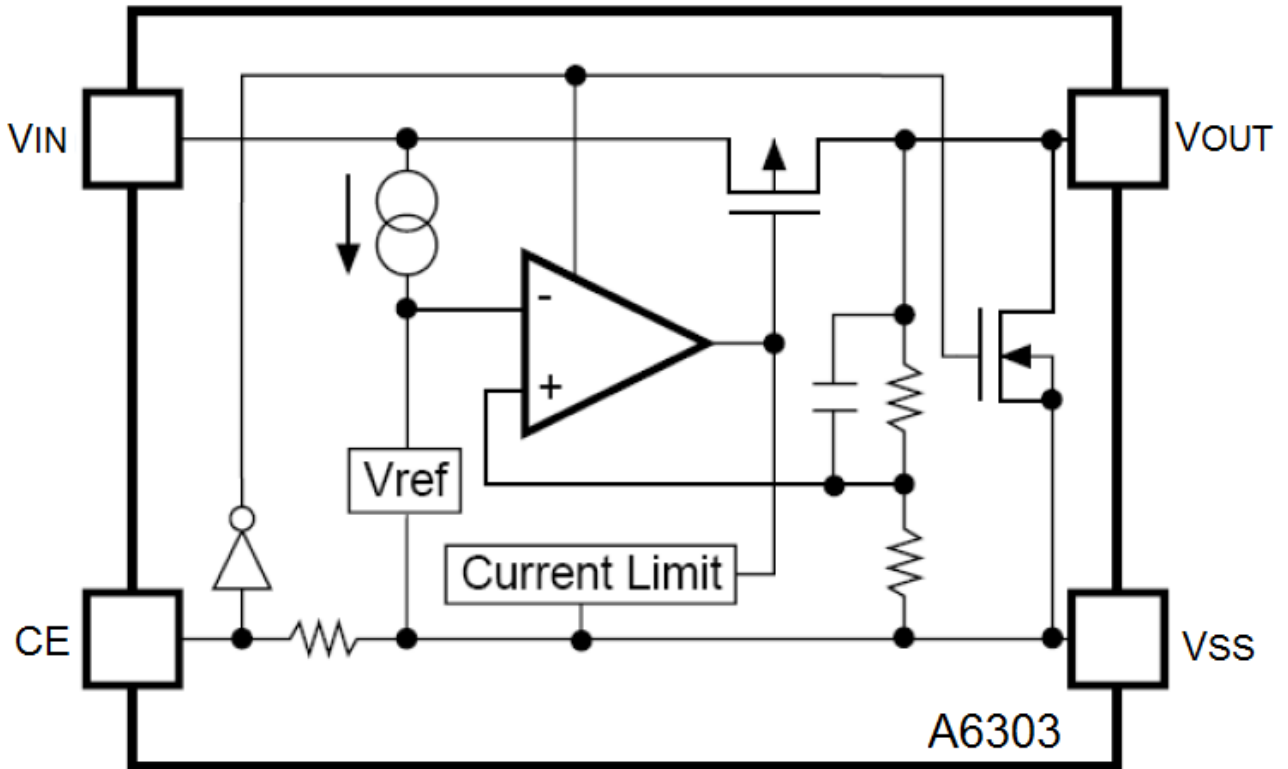 VIN
VOUT
-
+
Vref
Current Limit
CE
VSS
A6303